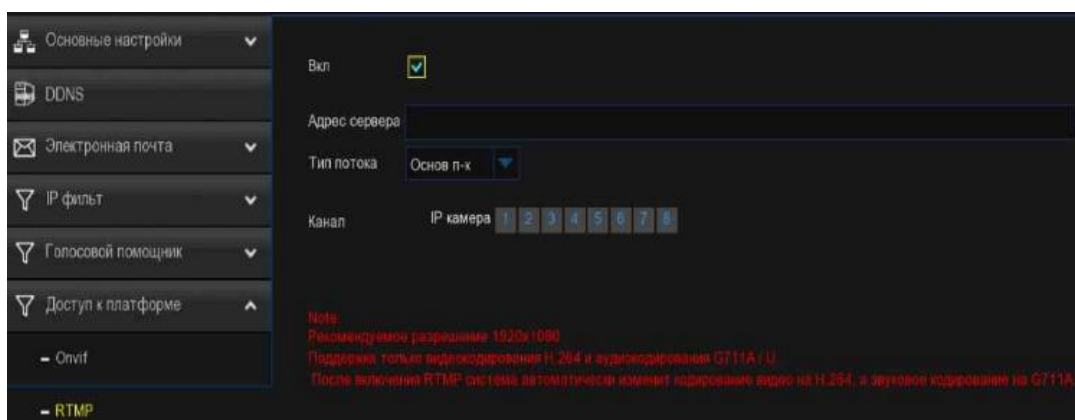 Основные настройки
DDNS
Электронная почта
IP фильт
Голосовой помощник
Доступ к платформе
Onvif
RTMP
Вкл
Адрес сервера
Тип потока Основ п-к
Канал IP камера 1 2 3 4 5 6 7 8
Note:
Рекомендуемое разрешение 1920x1080
Поддержка только видеокодирования H.264 и аудиокодирования G711A / U
После включения RTMP система автоматически изменит кодирование видео на H.264, а звуковое кодирование на G711A